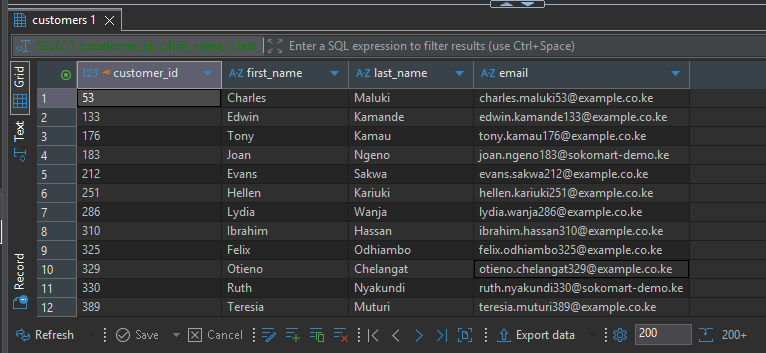 customers 1
SELECT c.customer_id, c.first_name, c.last_ Enter a SQL expression to filter results (use Ctrl+Space)
Grid
Text
Record
123 customer_id A-Z first_name A-Z last_name A-Z email
1 53 Charles Maluki charles.maluki53@example.co.ke
2 133 Edwin Kamande edwin.kamande133@example.co.ke
3 176 Tony Kamau tony.kamau176@example.co.ke
4 183 Joan Ngeno joan.ngeno183@sokomart-demo.ke
5 212 Evans Sakwa evans.sakwa212@example.co.ke
6 251 Hellen Kariuki hellen.kariuki251@example.co.ke
7 286 Lydia Wanja lydia.wanja286@example.co.ke
8 310 Ibrahim Hassan ibrahim.hassan310@example.co.ke
9 325 Felix Odhiambo felix.odhiambo325@example.co.ke
10 329 Otieno Chelangat otieno.chelangat329@example.co.ke
11 330 Ruth Nyakundi ruth.nyakundi330@sokomart-demo.ke
12 389 Teresia Muturi teresia.muturi389@example.co.ke
Refresh Save Cancel Export data 200 200+